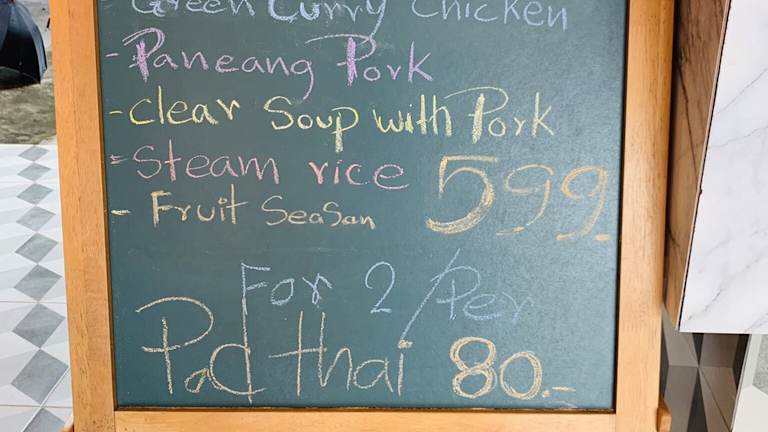 - Green Curry Chicken
- Paneang Pork
- clear Soup with Pork
- Steam rice 599.
- Fruit SeaSan
For 2/Per
Pad thai 80.-